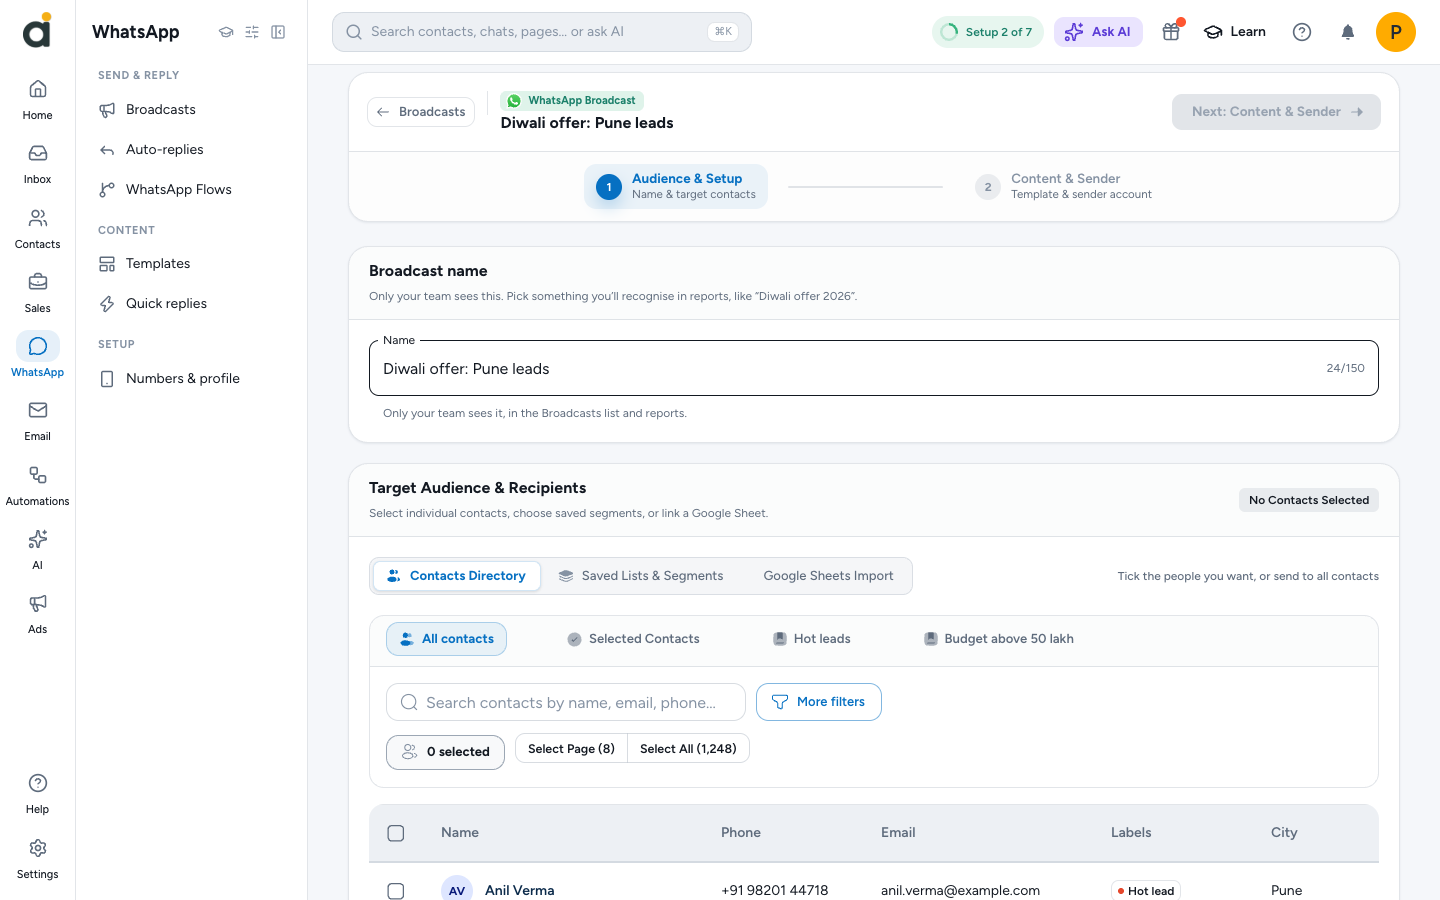 WhatsApp
Search contacts, chats, pages... or ask AI
⌘K
Setup 2 of 7
Ask AI
Learn
P
Home
Inbox
Contacts
Sales
WhatsApp
Email
Automations
AI
Ads
Help
Settings
SEND & REPLY
Broadcasts
Auto-replies
WhatsApp Flows
CONTENT
Templates
Quick replies
SETUP
Numbers & profile
Broadcasts
WhatsApp Broadcast
Diwali offer: Pune leads
Next: Content & Sender
1
Audience & Setup
Name & target contacts
2
Content & Sender
Template & sender account
Broadcast name
Only your team sees this. Pick something you'll recognise in reports, like “Diwali offer 2026”.
Name
Diwali offer: Pune leads
24/150
Only your team sees it, in the Broadcasts list and reports.
Target Audience & Recipients
Select individual contacts, choose saved segments, or link a Google Sheet.
No Contacts Selected
Contacts Directory
Saved Lists & Segments
Google Sheets Import
Tick the people you want, or send to all contacts
All contacts
Selected Contacts
Hot leads
Budget above 50 lakh
Search contacts by name, email, phone...
More filters
0 selected
Select Page (8)
Select All (1,248)
Name Phone Email Labels City
AV Anil Verma +91 98201 44718 anil.verma@example.com Hot lead Pune